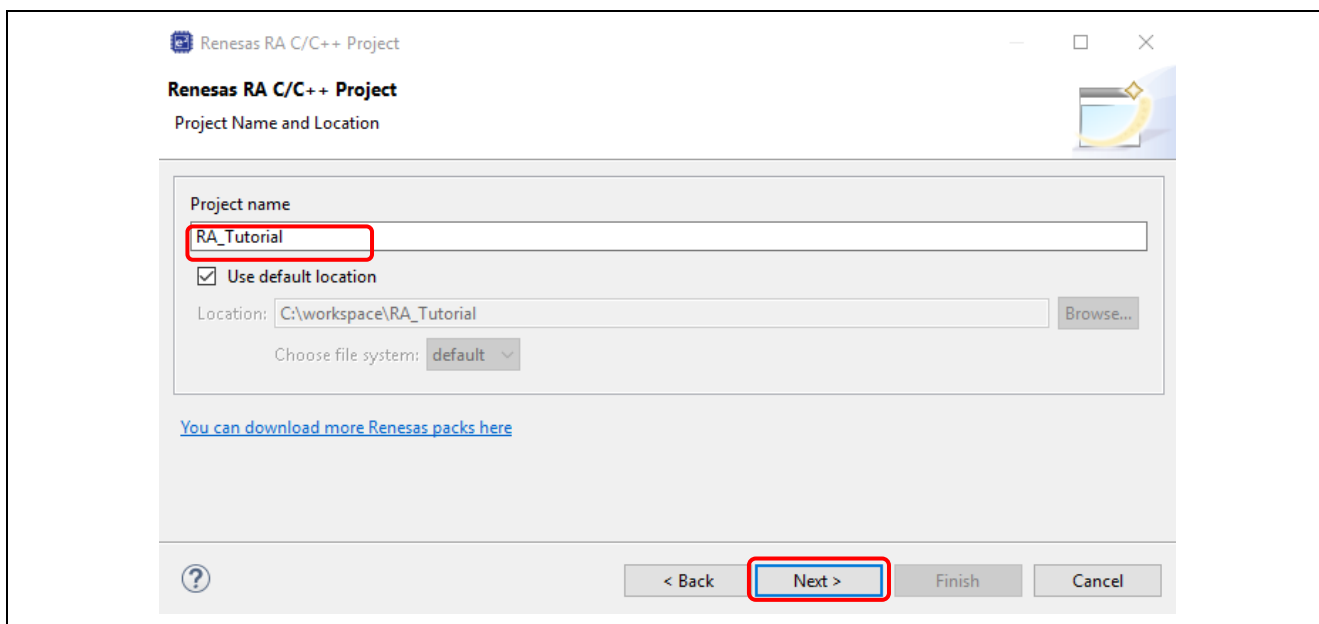 Renesas RA C/C++ Project
Renesas RA C/C++ Project
Project Name and Location
Project name
RA_Tutorial
Use default location
Location: C:\workspace\RA_Tutorial Browse...
Choose file system: default
You can download more Renesas packs here
? < Back Next > Finish Cancel